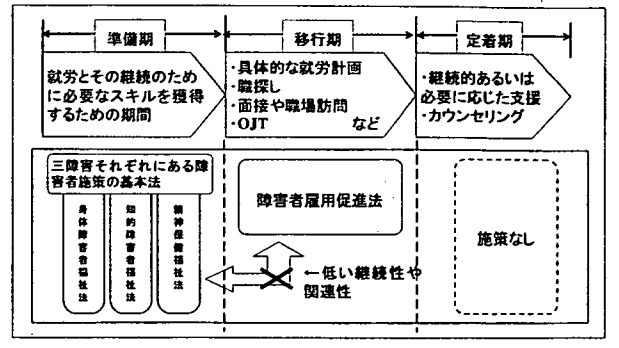 準備期
移行期
定着期
就労とその継続のため
に必要なスキルを獲得
するための期間
・具体的な就労計画
・職探し
・面接や職場訪問
・OJT など
・継続的あるいは
必要に応じた支援
・カウンセリング
三障害それぞれにある障
害者施策の基本法
身体障害者福祉法
知的障害者福祉法
精神保健福祉法
障害者雇用促進法
←低い継続性や
関連性
施策なし